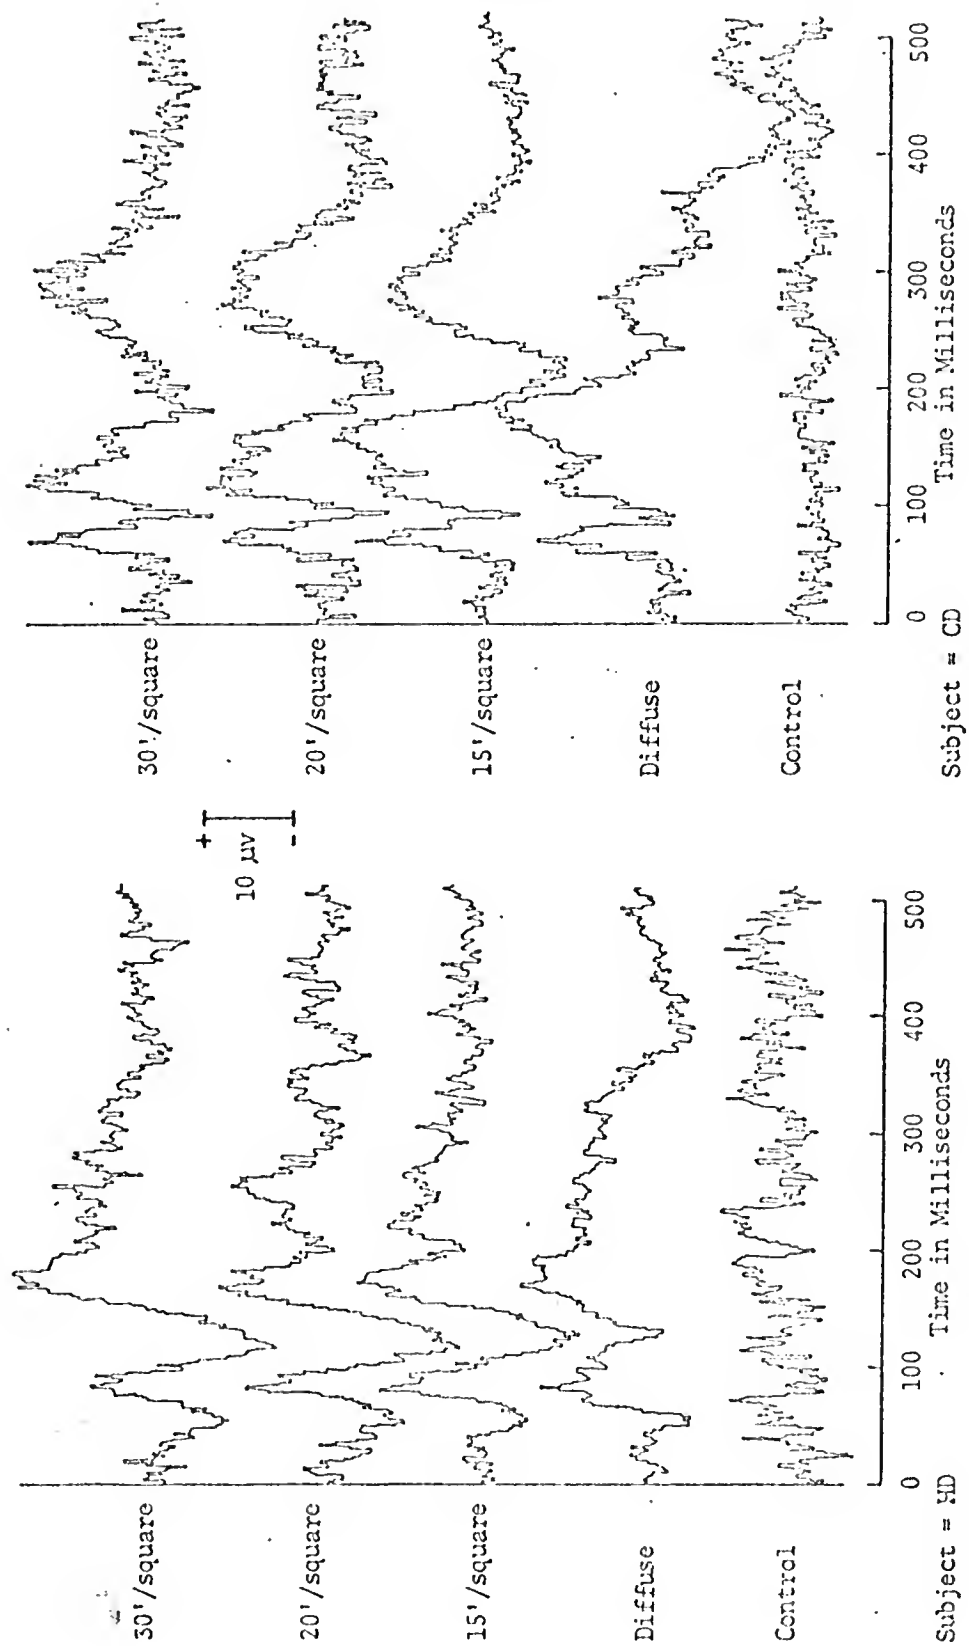 30'/square
20'/square
15'/square
Diffuse
Control
0 100 200 300 400 500
Time in Milliseconds
Subject = HD
+
10 μv
-
30'/square
20'/square
15'/square
Diffuse
Control
0 100 200 300 400 500
Time in Milliseconds
Subject = CD